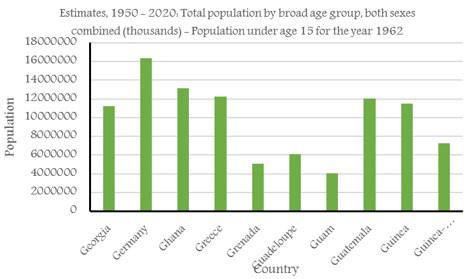 Estimates, 1950 - 2020: Total population by broad age group, both sexes
combined (thousands) - Population under age 15 for the year 1962
18000000
16000000
14000000
12000000
10000000
8000000
6000000
4000000
2000000
0
Population
Georgia
Germany
Ghana
Greece
Grenada
Guadeloupe
Guam
Guatemala
Guinea
Guinea-…
Country